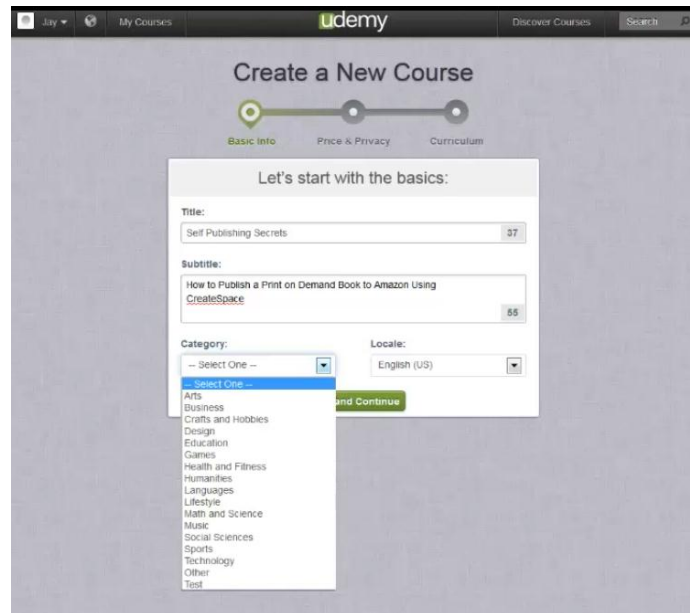 Jay
My Courses
udemy
Discover Courses
Search
Create a New Course
Basic Info
Price & Privacy
Curriculum
Let's start with the basics:
Title:
Self Publishing Secrets
37
Subtitle:
How to Publish a Print on Demand Book to Amazon Using
CreateSpace
55
Category:
Locale:
-- Select One --
English (US)
-- Select One --
Arts
and Continue
Business
Crafts and Hobbies
Design
Education
Games
Health and Fitness
Humanities
Languages
Lifestyle
Math and Science
Music
Social Sciences
Sports
Technology
Other
Test